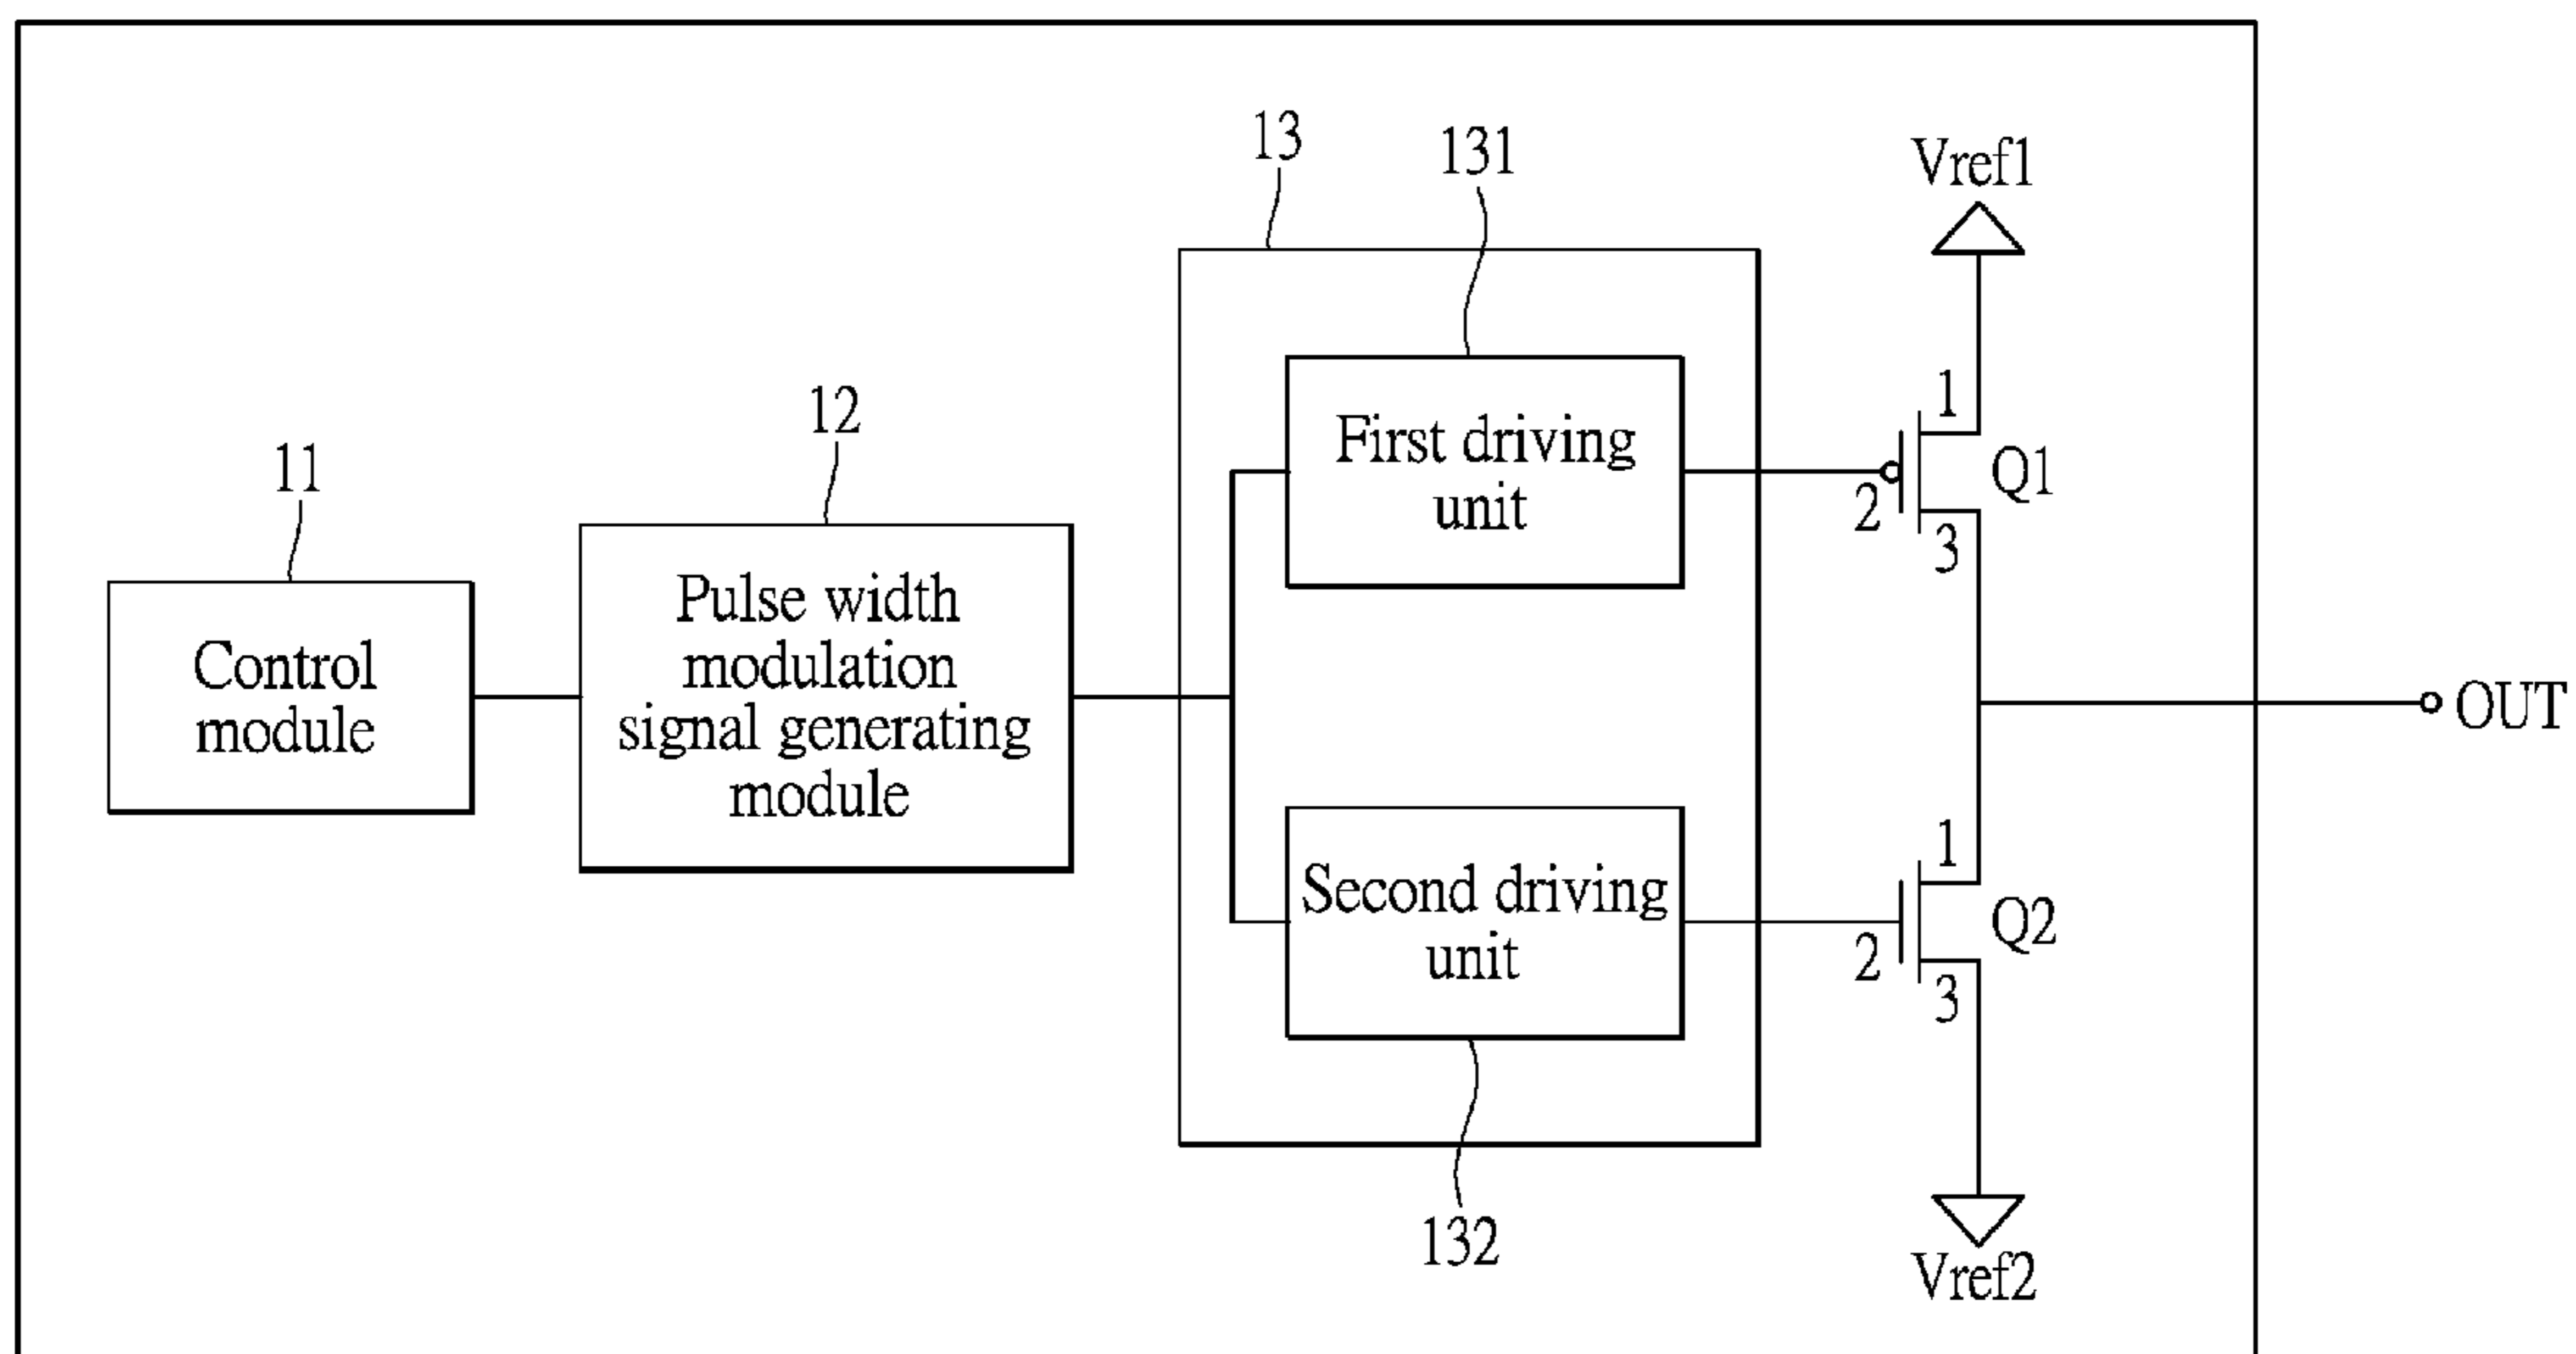 13
131
Vref1
1
12
First driving
unit
Q1
11
2
3
Pulse width
modulation
signal generating
module
Control
module
OUT
1
Second driving
unit
Q2
2
3
132
Vref2